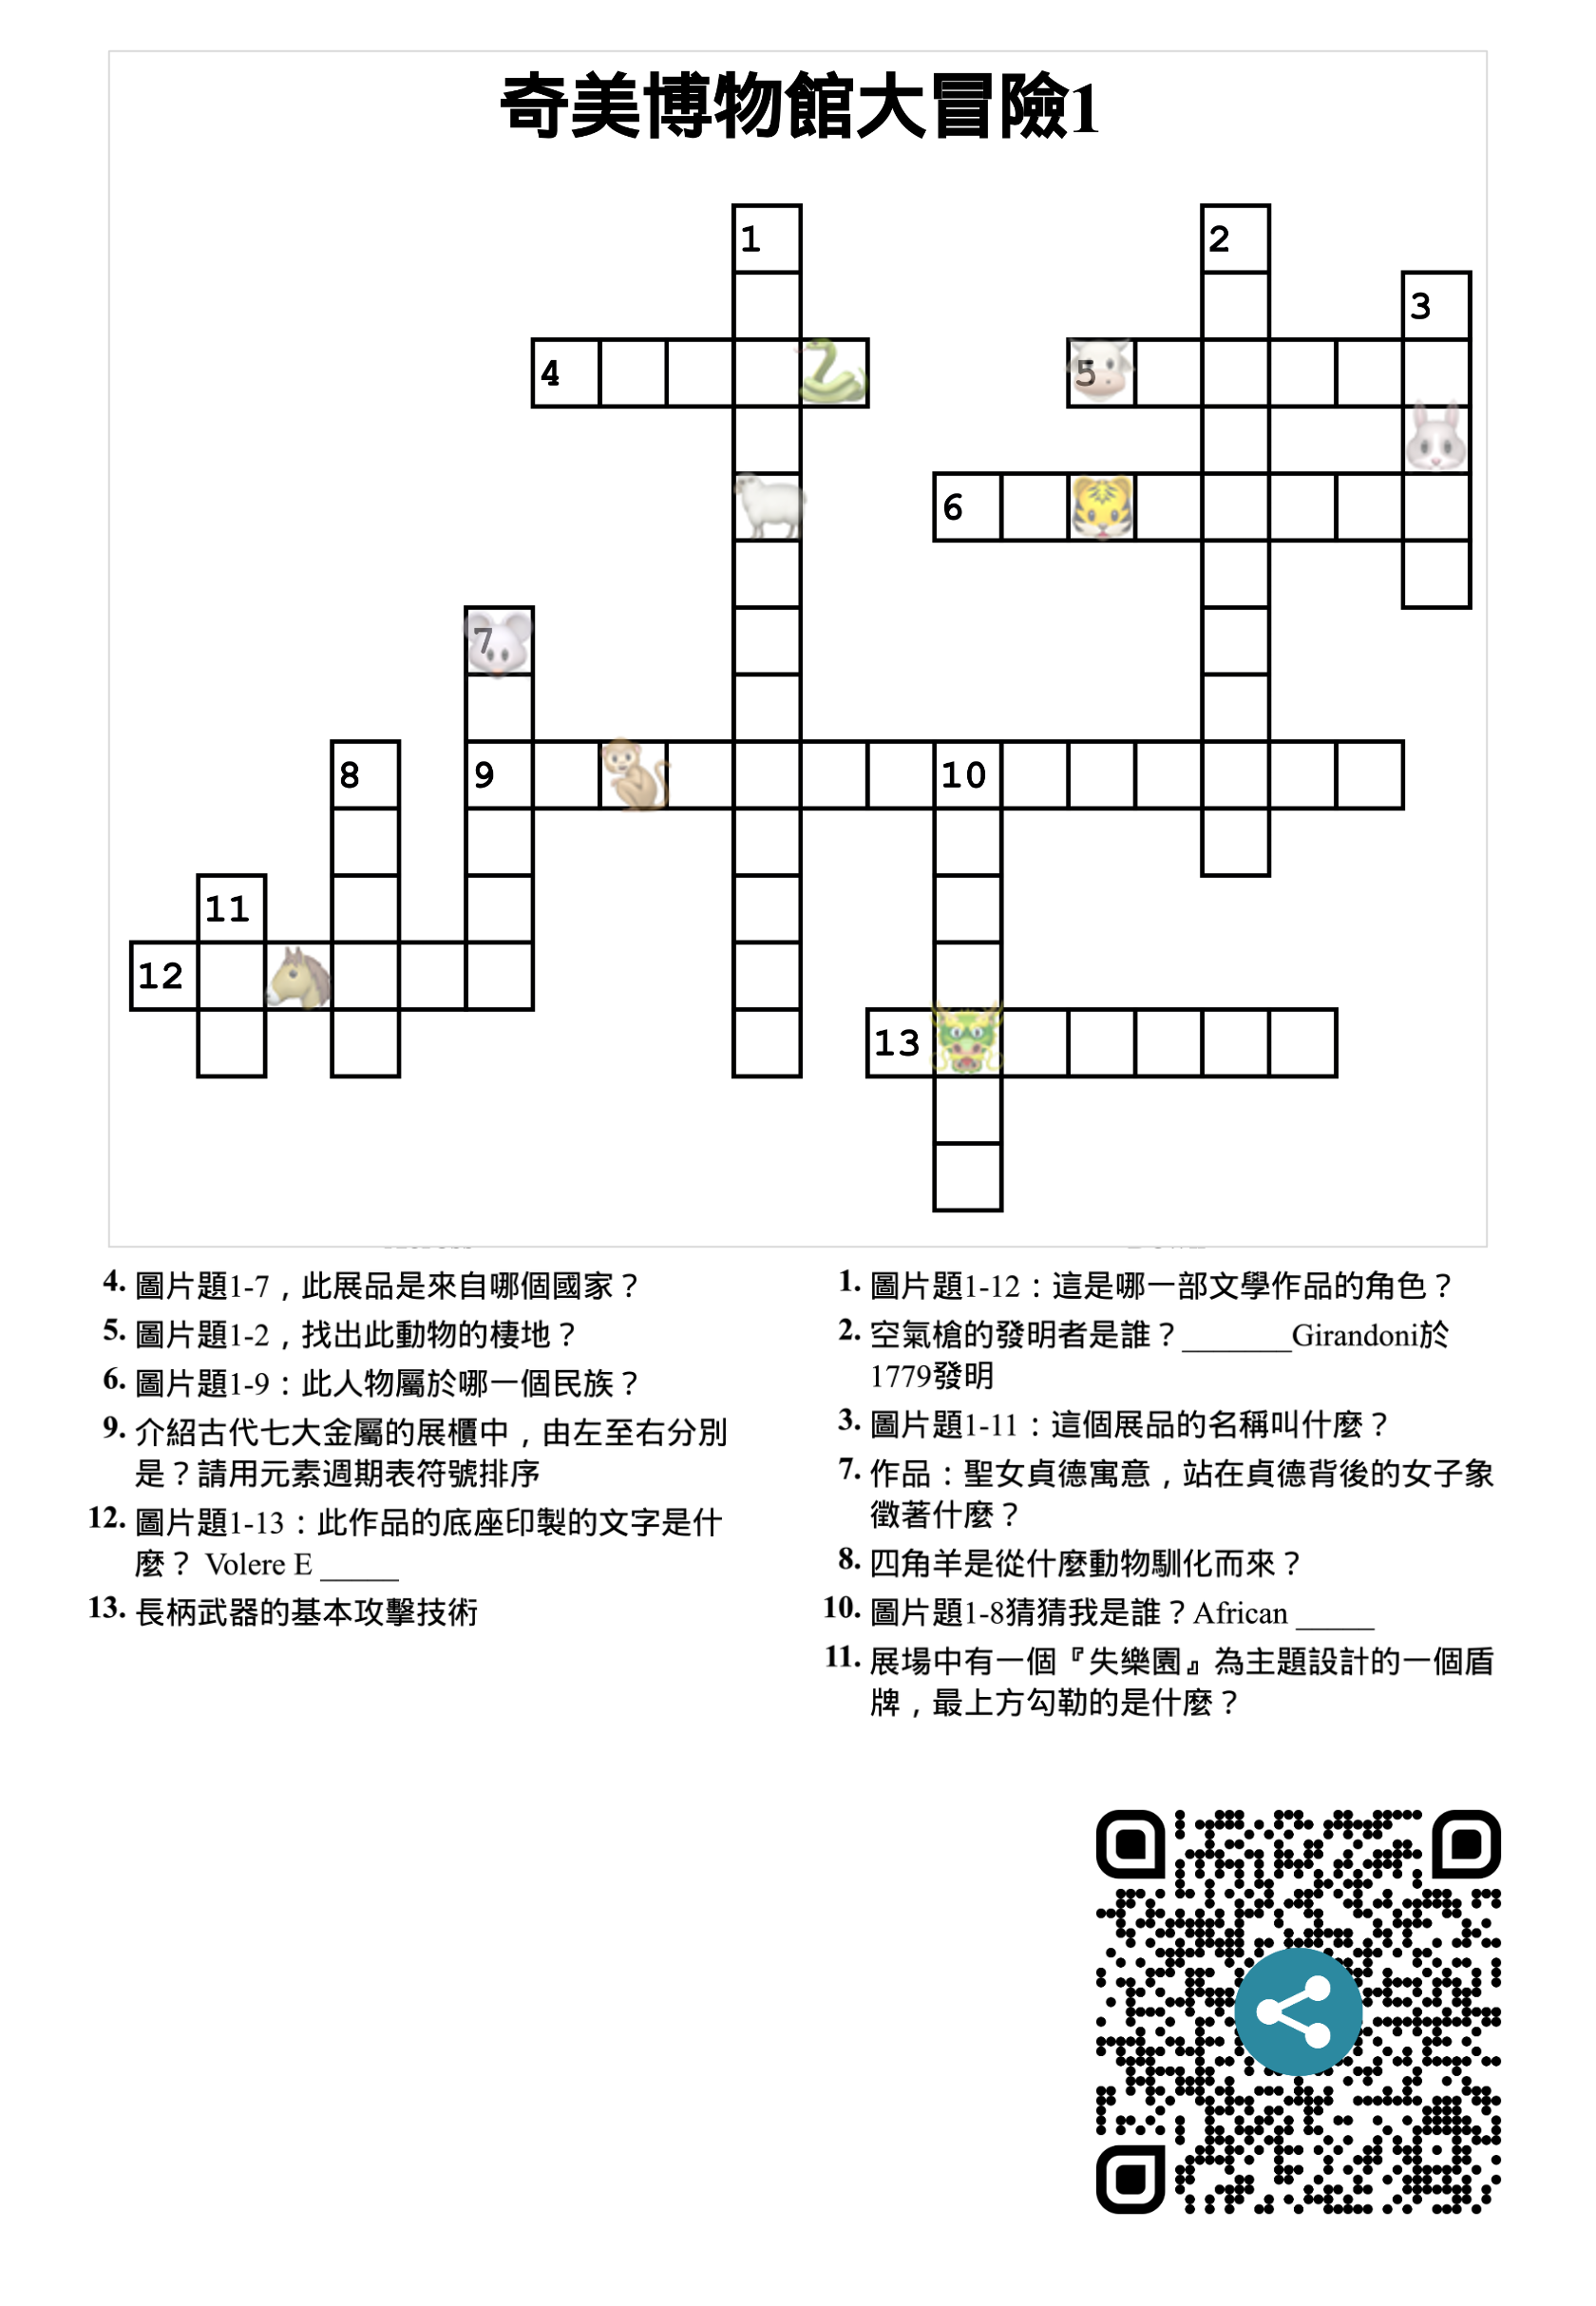 奇美博物館大冒險1
1
2
3
4
5
6
7
8
9
10
11
12
13
4. 圖片題1-7，此展品是來自哪個國家？
5. 圖片題1-2，找出此動物的棲地？
6. 圖片題1-9：此人物屬於哪一個民族？
9. 介紹古代七大金屬的展櫃中，由左至右分別
是？請用元素週期表符號排序
12. 圖片題1-13：此作品的底座印製的文字是什
麼？ Volere E _____
13. 長柄武器的基本攻擊技術
1. 圖片題1-12：這是哪一部文學作品的角色？
2. 空氣槍的發明者是誰？_______Girandoni於
1779發明
3. 圖片題1-11：這個展品的名稱叫什麼？
7. 作品：聖女貞德寓意，站在貞德背後的女子象
徵著什麼？
8. 四角羊是從什麼動物馴化而來？
10. 圖片題1-8猜猜我是誰？African _____
11. 展場中有一個『失樂園』為主題設計的一個盾
牌，最上方勾勒的是什麼？